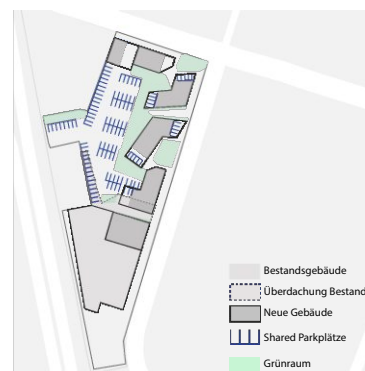 Bestandsgebäude
Überdachung Bestand
Neue Gebäude
Shared Parkplätze
Grünraum